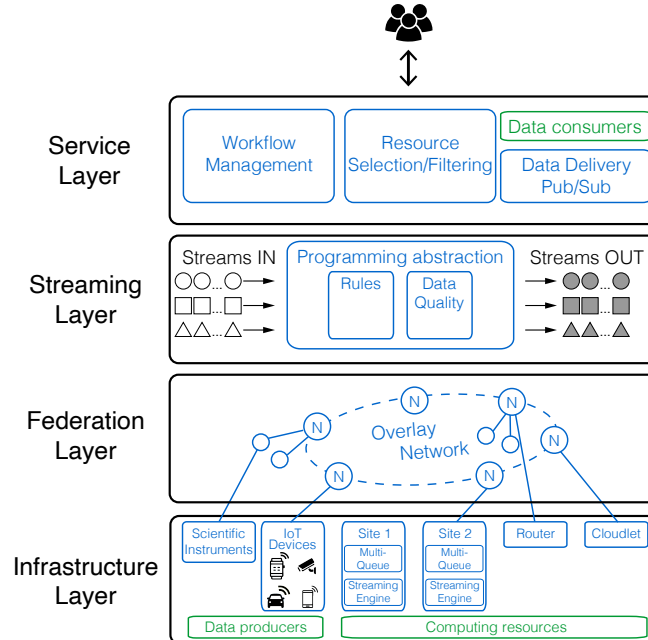 Service
Layer
Workflow
Management
Resource
Selection/Filtering
Data consumers
Data Delivery
Pub/Sub
Streaming
Layer
Streams IN
...
...
...
Programming abstraction
Rules
Data
Quality
Streams OUT
...
...
...
Federation
Layer
N
N
N
N
N
N
Overlay
Network
Infrastructure
Layer
Scientific
Instruments
IoT
Devices
Site 1
Multi-
Queue
Streaming
Engine
Site 2
Multi-
Queue
Streaming
Engine
Router
Cloudlet
Data producers
Computing resources